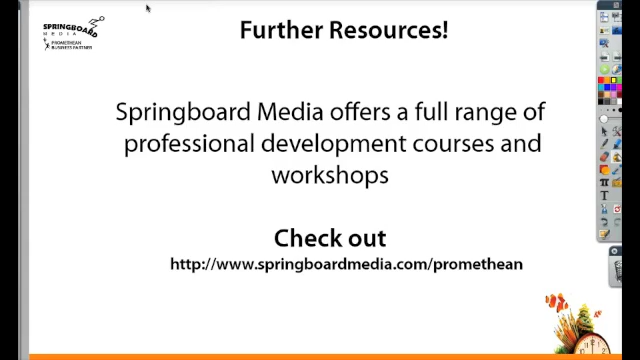 SPRINGBOARD
MEDIA
PROMETHEAN
BUSINESS PARTNER
Further Resources!
Springboard Media offers a full range of
professional development courses and
workshops
Check out
http://www.springboardmedia.com/promethean